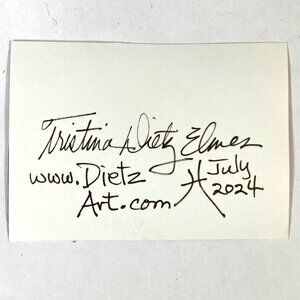 Tristina Dietz Elmes
www.Dietz July
Art.com 2024